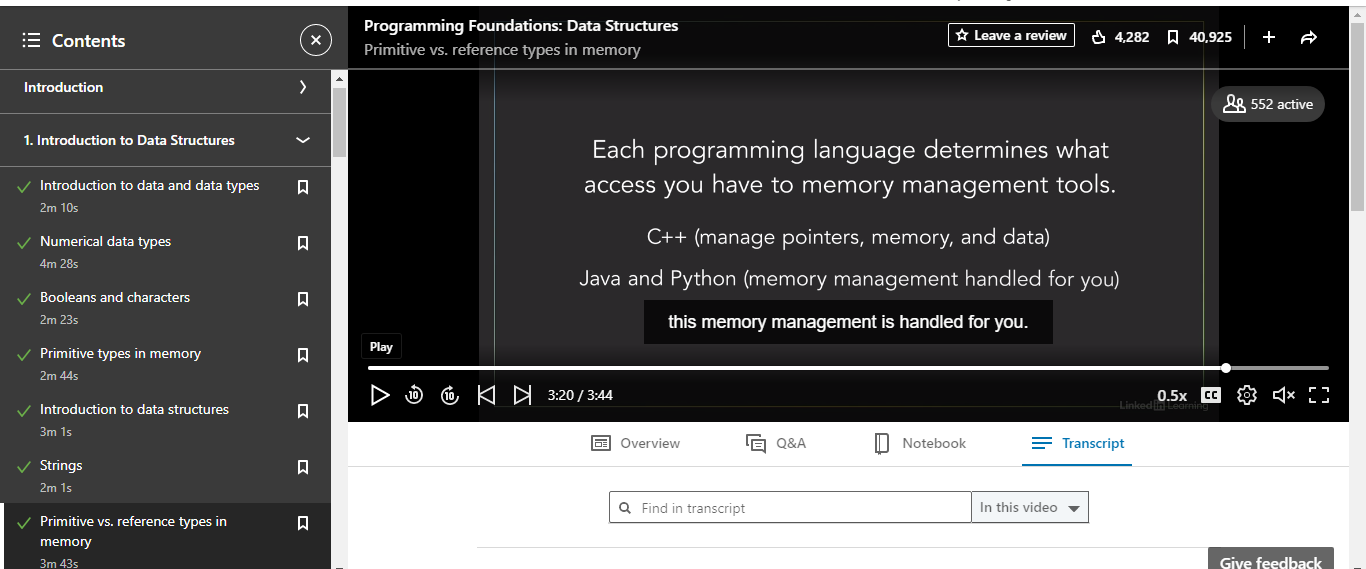 Contents
Introduction
1. Introduction to Data Structures
Introduction to data and data types
2m 10s
Numerical data types
4m 28s
Booleans and characters
2m 23s
Primitive types in memory
2m 44s
Introduction to data structures
3m 1s
Strings
2m 1s
Primitive vs. reference types in
memory
3m 43s
Programming Foundations: Data Structures
Primitive vs. reference types in memory
Leave a review
4,282
40,925
552 active
Each programming language determines what
access you have to memory management tools.
C++ (manage pointers, memory, and data)
Java and Python (memory management handled for you)
this memory management is handled for you.
Play
10
10
3:20 / 3:44
0.5x
CC
Linked in Learning
Overview
Q&A
Notebook
Transcript
Find in transcript
In this video
Give feedback